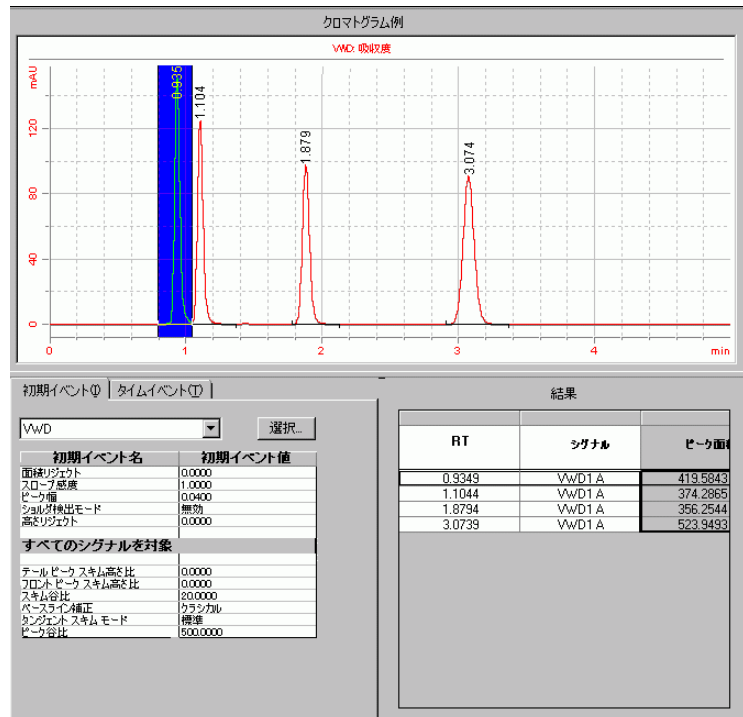 クロマトグラム例
VWD: 吸収度
mAU
120
80
40
0
0.935
1.104
1.879
3.074
0 1 2 3 4 min
初期イベント(I) タイムイベント(T)
VWD 選択...
初期イベント名 初期イベント値
面積リジェクト 0.0000
スロープ感度 1.0000
ピーク幅 0.0400
ショルダ検出モード 無効
高さリジェクト 0.0000
すべてのシグナルを対象
テール ピーク スキム高さ比 0.0000
フロント ピーク スキム高さ比 0.0000
スキム谷比 20.0000
ベースライン補正 クラシカル
タンジェント スキム モード 標準
ピーク谷比 500.0000
結果
RT シグナル ピーク面
0.9349 VWD1 A 419.5843
1.1044 VWD1 A 374.2865
1.8794 VWD1 A 356.2544
3.0739 VWD1 A 523.9493